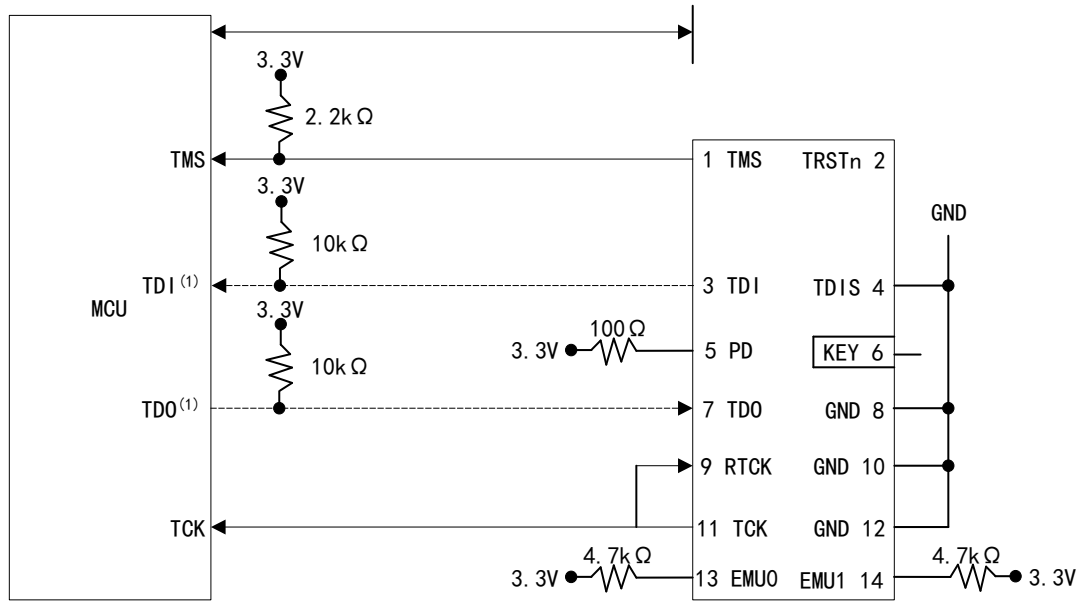 3.3V
2.2kΩ
TMS
1 TMS
TRSTn 2
3.3V
GND
10kΩ
TDI(1)
3 TDI
TDIS 4
MCU
3.3V
100Ω
3.3V
5 PD
KEY 6
10kΩ
TDO(1)
7 TDO
GND 8
9 RTCK
GND 10
TCK
11 TCK
GND 12
4.7kΩ
4.7kΩ
3.3V
13 EMU0
EMU1 14
3.3V